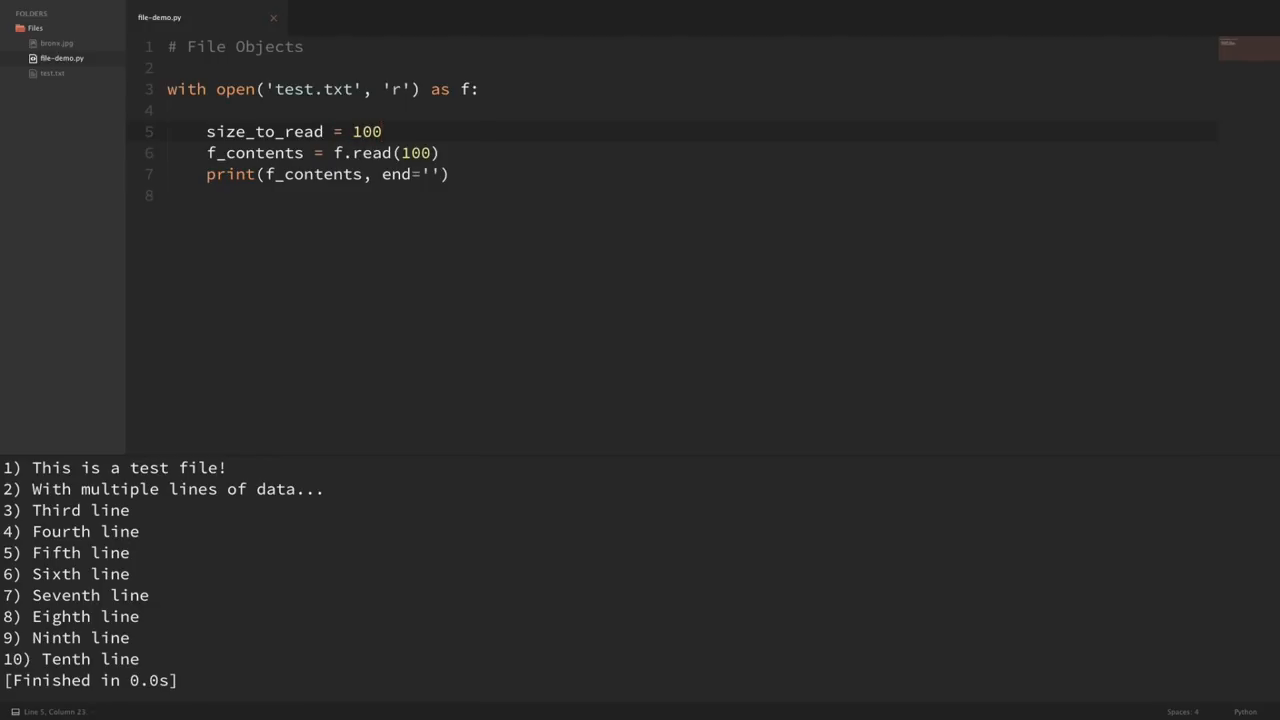 FOLDERS
Files
bronx.jpg
file-demo.py
test.txt
file-demo.py
1 # File Objects
2
3 with open('test.txt', 'r') as f:
4
5     size_to_read = 100
6     f_contents = f.read(100)
7     print(f_contents, end='')
8
1) This is a test file!
2) With multiple lines of data...
3) Third line
4) Fourth line
5) Fifth line
6) Sixth line
7) Seventh line
8) Eighth line
9) Ninth line
10) Tenth line
[Finished in 0.0s]
Line 5, Column 23
Spaces: 4
Python